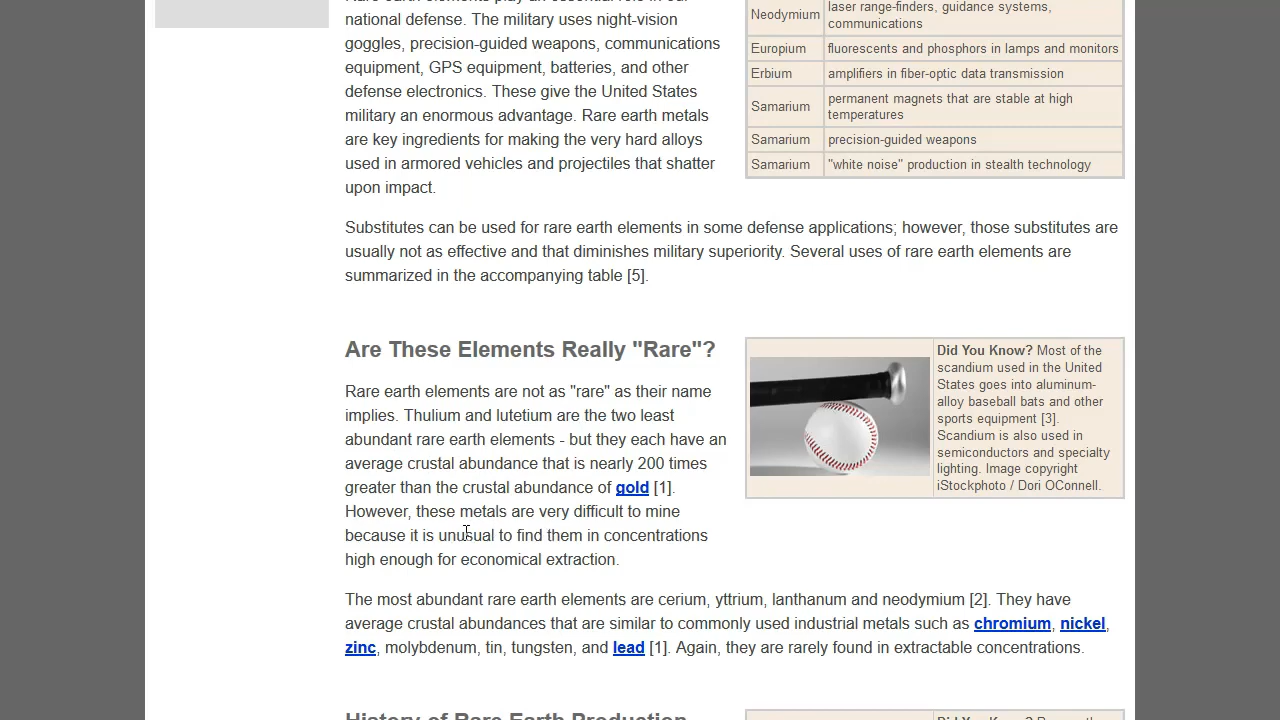 national defense. The military uses night-vision
goggles, precision-guided weapons, communications
equipment, GPS equipment, batteries, and other
defense electronics. These give the United States
military an enormous advantage. Rare earth metals
are key ingredients for making the very hard alloys
used in armored vehicles and projectiles that shatter
upon impact.
Neodymium laser range-finders, guidance systems,
communications
Europium fluorescents and phosphors in lamps and monitors
Erbium amplifiers in fiber-optic data transmission
Samarium permanent magnets that are stable at high
temperatures
Samarium precision-guided weapons
Samarium "white noise" production in stealth technology
Substitutes can be used for rare earth elements in some defense applications; however, those substitutes are
usually not as effective and that diminishes military superiority. Several uses of rare earth elements are
summarized in the accompanying table [5].
Are These Elements Really "Rare"?
Rare earth elements are not as "rare" as their name
implies. Thulium and lutetium are the two least
abundant rare earth elements - but they each have an
average crustal abundance that is nearly 200 times
greater than the crustal abundance of gold [1].
However, these metals are very difficult to mine
because it is unusual to find them in concentrations
high enough for economical extraction.
Did You Know? Most of the
scandium used in the United
States goes into aluminum-
alloy baseball bats and other
sports equipment [3].
Scandium is also used in
semiconductors and specialty
lighting. Image copyright
iStockphoto / Dori OConnell.
The most abundant rare earth elements are cerium, yttrium, lanthanum and neodymium [2]. They have
average crustal abundances that are similar to commonly used industrial metals such as chromium, nickel,
zinc, molybdenum, tin, tungsten, and lead [1]. Again, they are rarely found in extractable concentrations.
History of Rare Earth Production